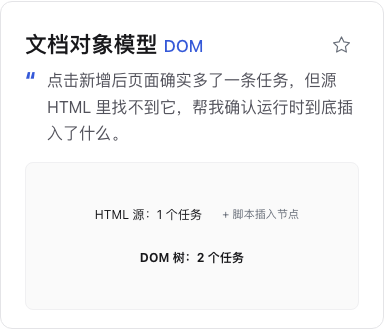 文档对象模型 DOM
“ 点击新增后页面确实多了一条任务，但源
HTML 里找不到它，帮我确认运行时到底插
入了什么。
HTML 源：1 个任务 + 脚本插入节点
DOM 树：2 个任务